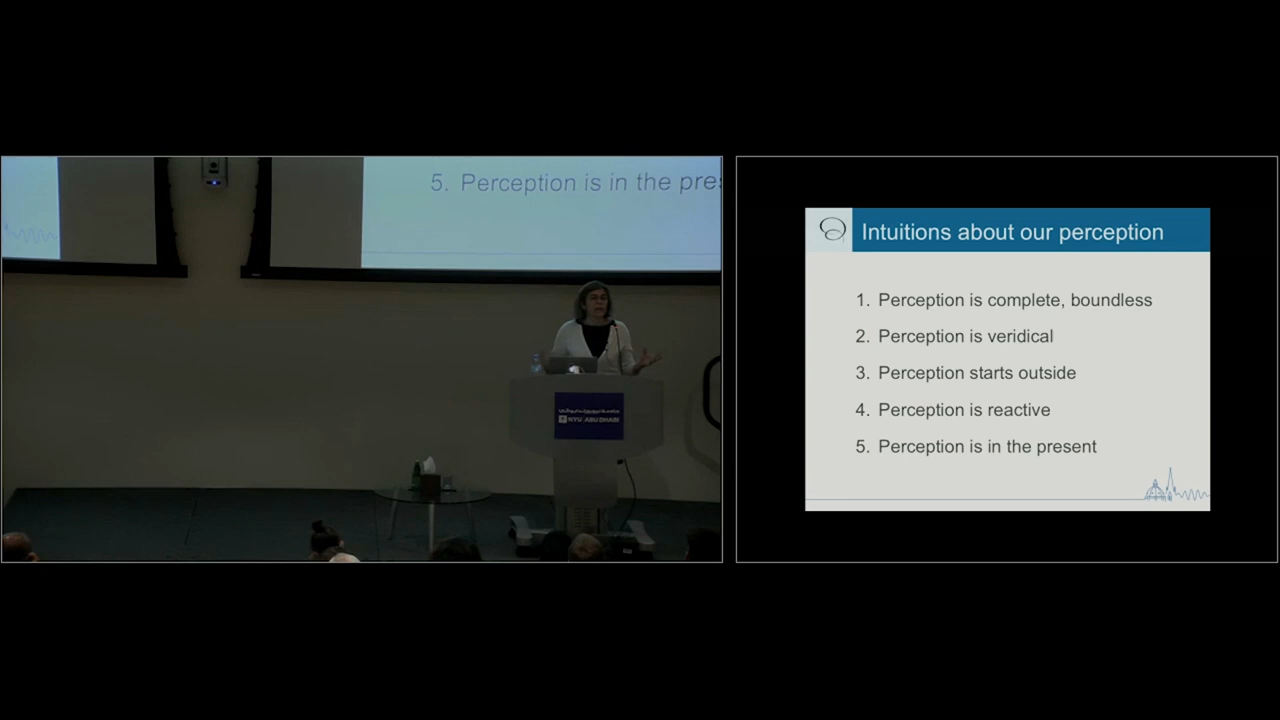 5. Perception is in the pres
NYU ABU DHABI
Intuitions about our perception
1. Perception is complete, boundless
2. Perception is veridical
3. Perception starts outside
4. Perception is reactive
5. Perception is in the present